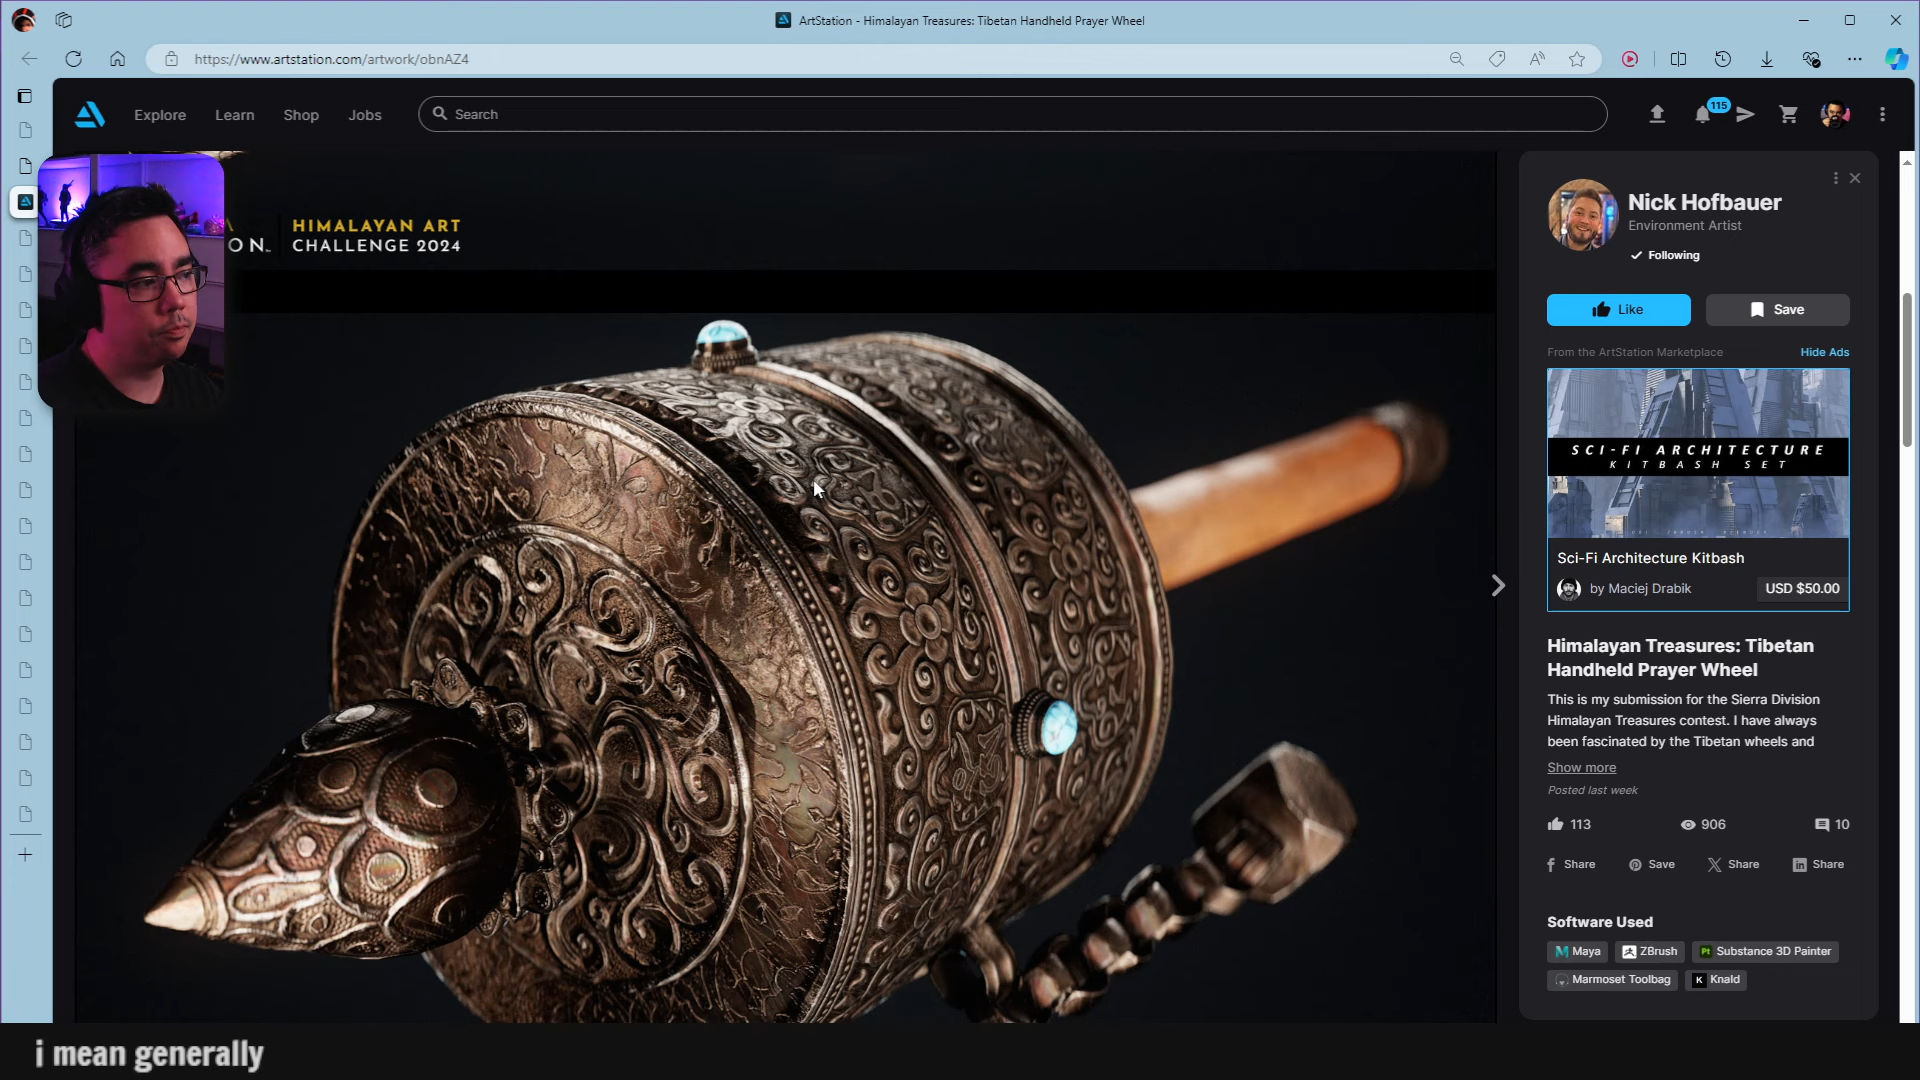 ArtStation - Himalayan Treasures: Tibetan Handheld Prayer Wheel
https://www.artstation.com/artwork/obnAZ4
Explore
Learn
Shop
Jobs
Search
115
HIMALAYAN ART
CHALLENGE 2024
Nick Hofbauer
Environment Artist
Following
Like
Save
From the ArtStation Marketplace
Hide Ads
SCI-FI ARCHITECTURE
KITBASH SET
Sci-Fi Architecture Kitbash
by Maciej Drabik
USD $50.00
Himalayan Treasures: Tibetan
Handheld Prayer Wheel
This is my submission for the Sierra Division
Himalayan Treasures contest. I have always
been fascinated by the Tibetan wheels and
Show more
Posted last week
113
906
10
Share
Save
Share
Share
Software Used
Maya
ZBrush
Pt Substance 3D Painter
Marmoset Toolbag
K Knald
i mean generally